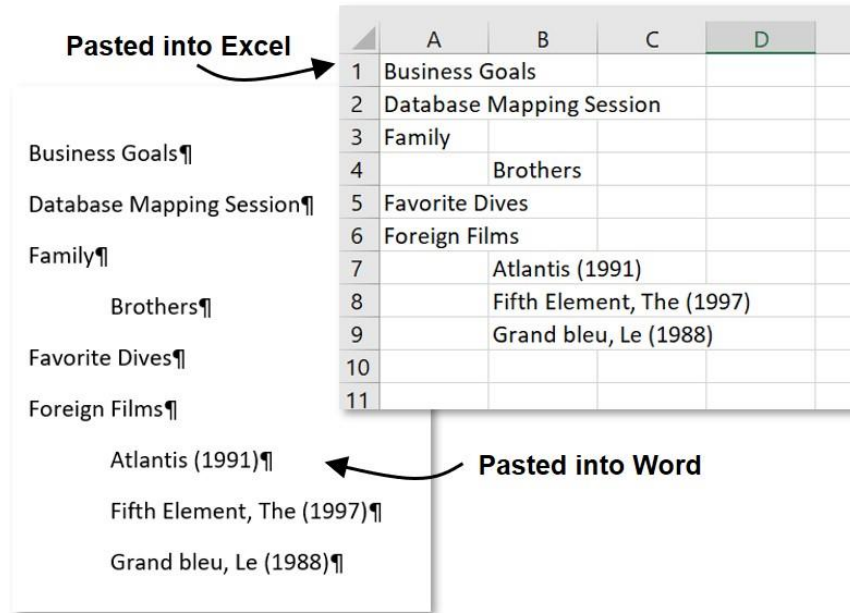 Pasted into Excel
A B C D
1 Business Goals
2 Database Mapping Session
3 Family
4 Brothers
5 Favorite Dives
6 Foreign Films
7 Atlantis (1991)
8 Fifth Element, The (1997)
9 Grand bleu, Le (1988)
10
11
Business Goals¶
Database Mapping Session¶
Family¶
Brothers¶
Favorite Dives¶
Foreign Films¶
Atlantis (1991)¶
Fifth Element, The (1997)¶
Grand bleu, Le (1988)¶
Pasted into Word